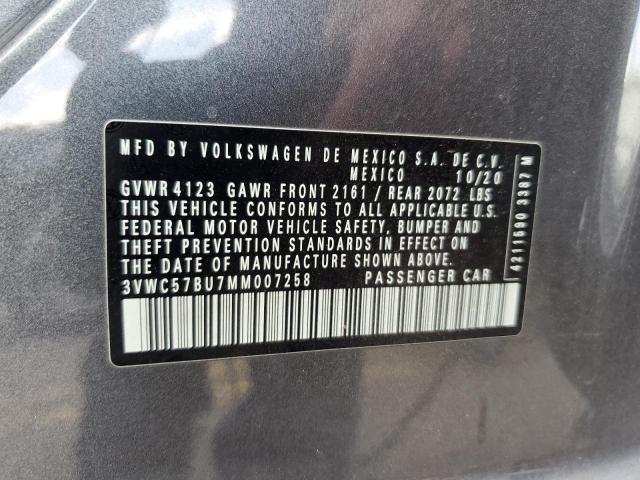 MFD BY VOLKSWAGEN DE MEXICO S.A. DE C.V.
MEXICO 10/20
GVWR 4123 GAWR FRONT 2161 / REAR 2072 LBS
THIS VEHICLE CONFORMS TO ALL APPLICABLE U.S.
FEDERAL MOTOR VEHICLE SAFETY, BUMPER AND
THEFT PREVENTION STANDARDS IN EFFECT ON
THE DATE OF MANUFACTURE SHOWN ABOVE.
3VWC57BU7MM007258 PASSENGER CAR
4211590 3387 M